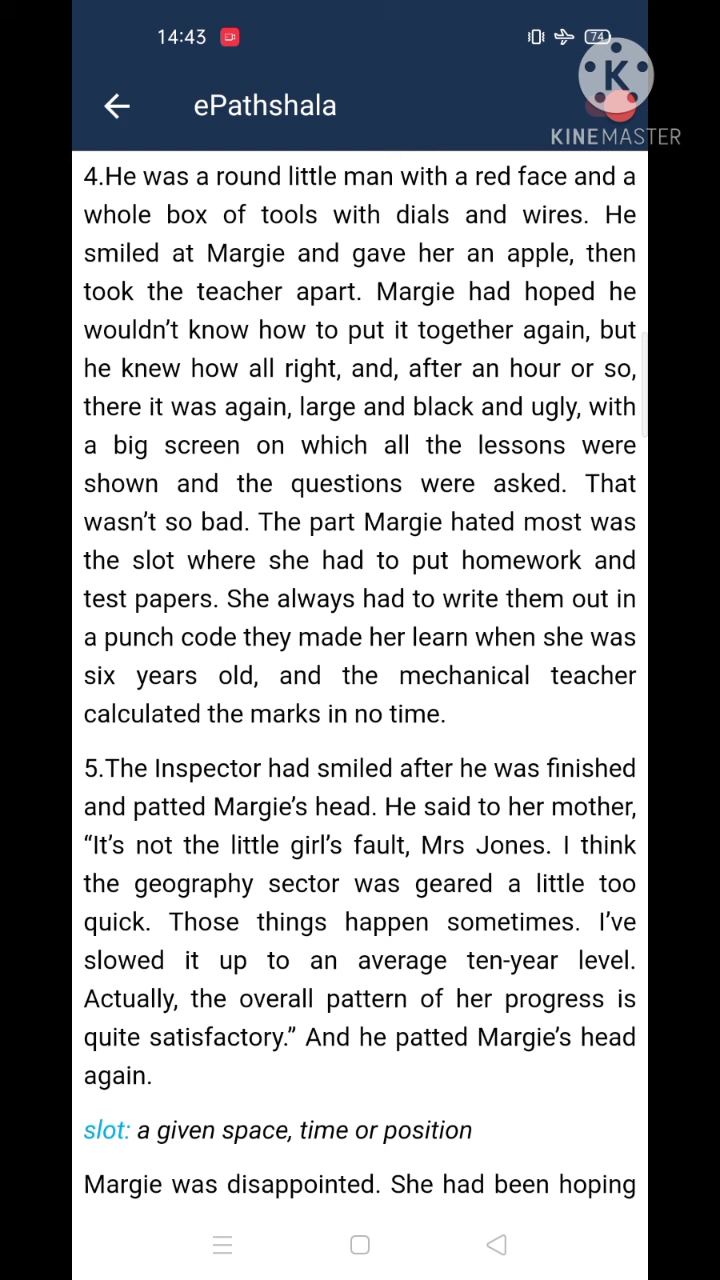 14:43
74
K
KINEMASTER
ePathshala
4.He was a round little man with a red face and a
whole box of tools with dials and wires. He
smiled at Margie and gave her an apple, then
took the teacher apart. Margie had hoped he
wouldn’t know how to put it together again, but
he knew how all right, and, after an hour or so,
there it was again, large and black and ugly, with
a big screen on which all the lessons were
shown and the questions were asked. That
wasn’t so bad. The part Margie hated most was
the slot where she had to put homework and
test papers. She always had to write them out in
a punch code they made her learn when she was
six years old, and the mechanical teacher
calculated the marks in no time.
5.The Inspector had smiled after he was finished
and patted Margie’s head. He said to her mother,
“It’s not the little girl’s fault, Mrs Jones. I think
the geography sector was geared a little too
quick. Those things happen sometimes. I’ve
slowed it up to an average ten-year level.
Actually, the overall pattern of her progress is
quite satisfactory.” And he patted Margie’s head
again.
slot: a given space, time or position
Margie was disappointed. She had been hoping